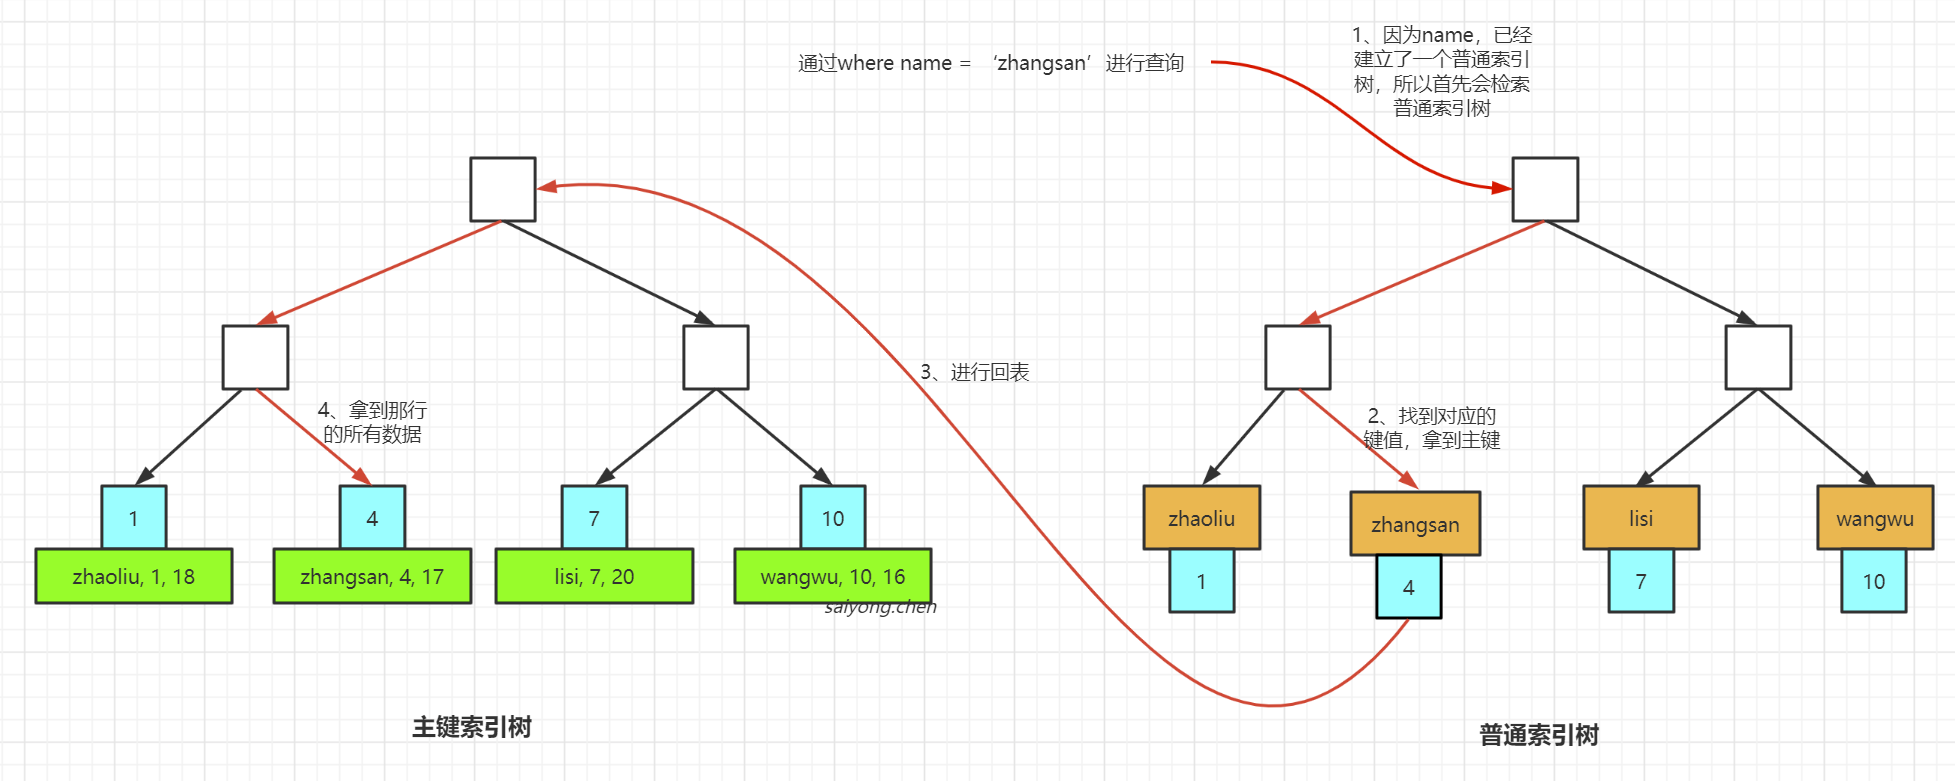 通过where name = ‘zhangsan’进行查询
1、因为name，已经
建立了一个普通索引
树，所以首先会检索
普通索引树
3、进行回表
4、拿到那行
的所有数据
2、找到对应的
键值，拿到主键
1
4
7
10
zhaoliu, 1, 18
zhangsan, 4, 17
lisi, 7, 20
wangwu, 10, 16
saiyong.chen
zhaoliu
zhangsan
lisi
wangwu
1
4
7
10
主键索引树
普通索引树